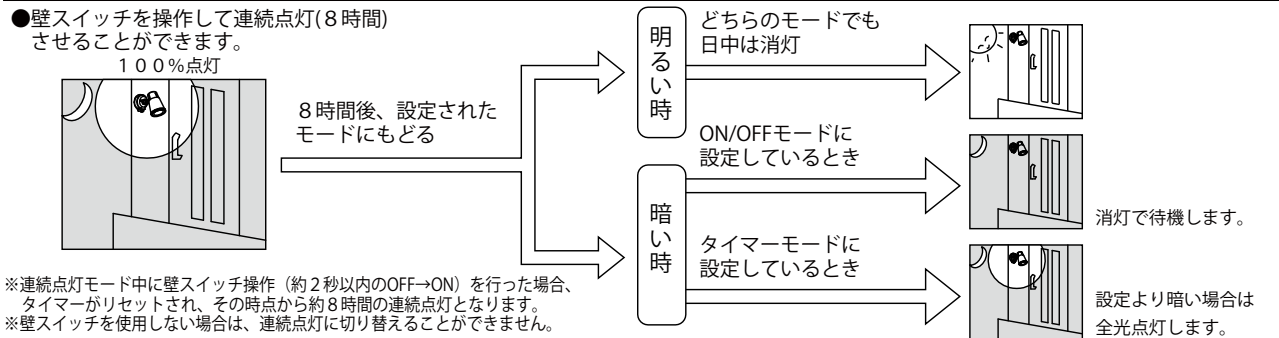 ●壁スイッチを操作して連続点灯(８時間)
させることができます。
１００％点灯
８時間後、設定された
モードにもどる
明るい時
どちらのモードでも
日中は消灯
暗い時
ON/OFFモードに
設定しているとき
消灯で待機します。
タイマーモードに
設定しているとき
設定より暗い場合は
全光点灯します。
※連続点灯モード中に壁スイッチ操作（約２秒以内のOFF→ON）を行った場合、
タイマーがリセットされ、その時点から約８時間の連続点灯となります。
※壁スイッチを使用しない場合は、連続点灯に切り替えることができません。